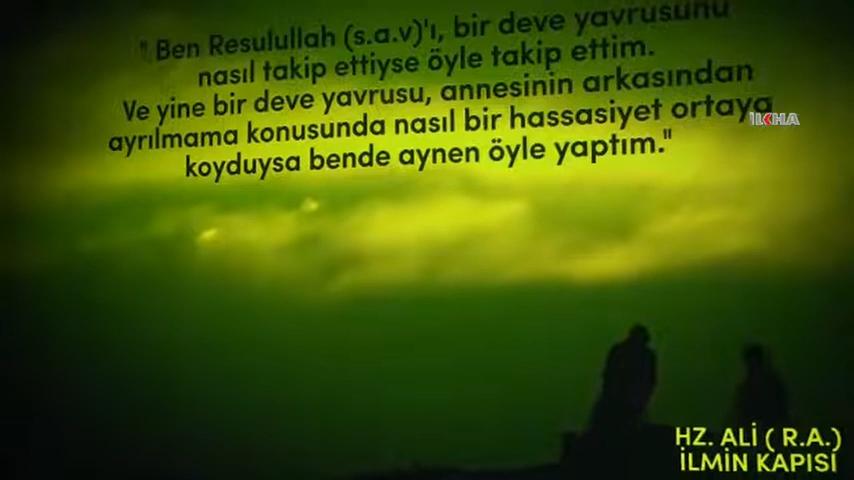 " Ben Resulullah (s.a.v)'ı, bir deve yavrusunu
nasıl takip ettiyse öyle takip ettim.
Ve yine bir deve yavrusu, annesinin arkasından
ayrılmama konusunda nasıl bir hassasiyet ortaya
koyduysa bende aynen öyle yaptım."
İLKHA
HZ. ALİ ( R.A.)
İLMİN KAPISI